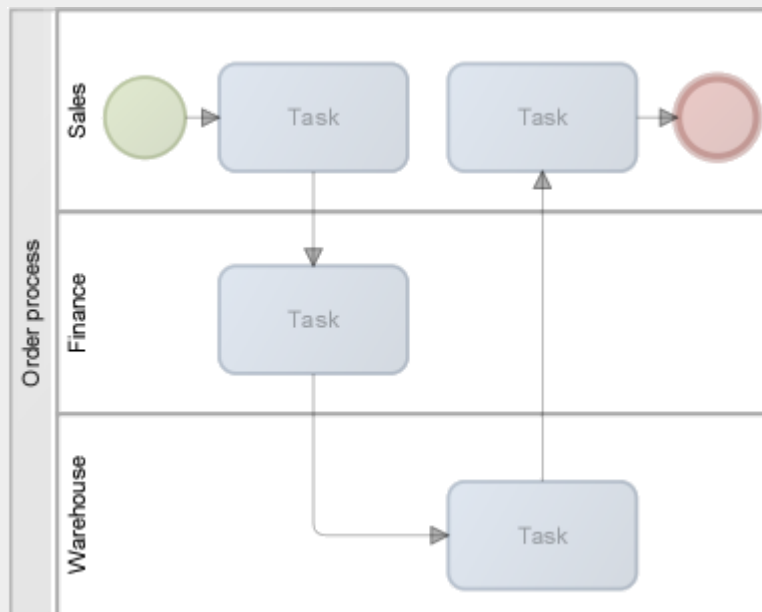 Order process
Sales
Task
Task
Finance
Task
Warehouse
Task